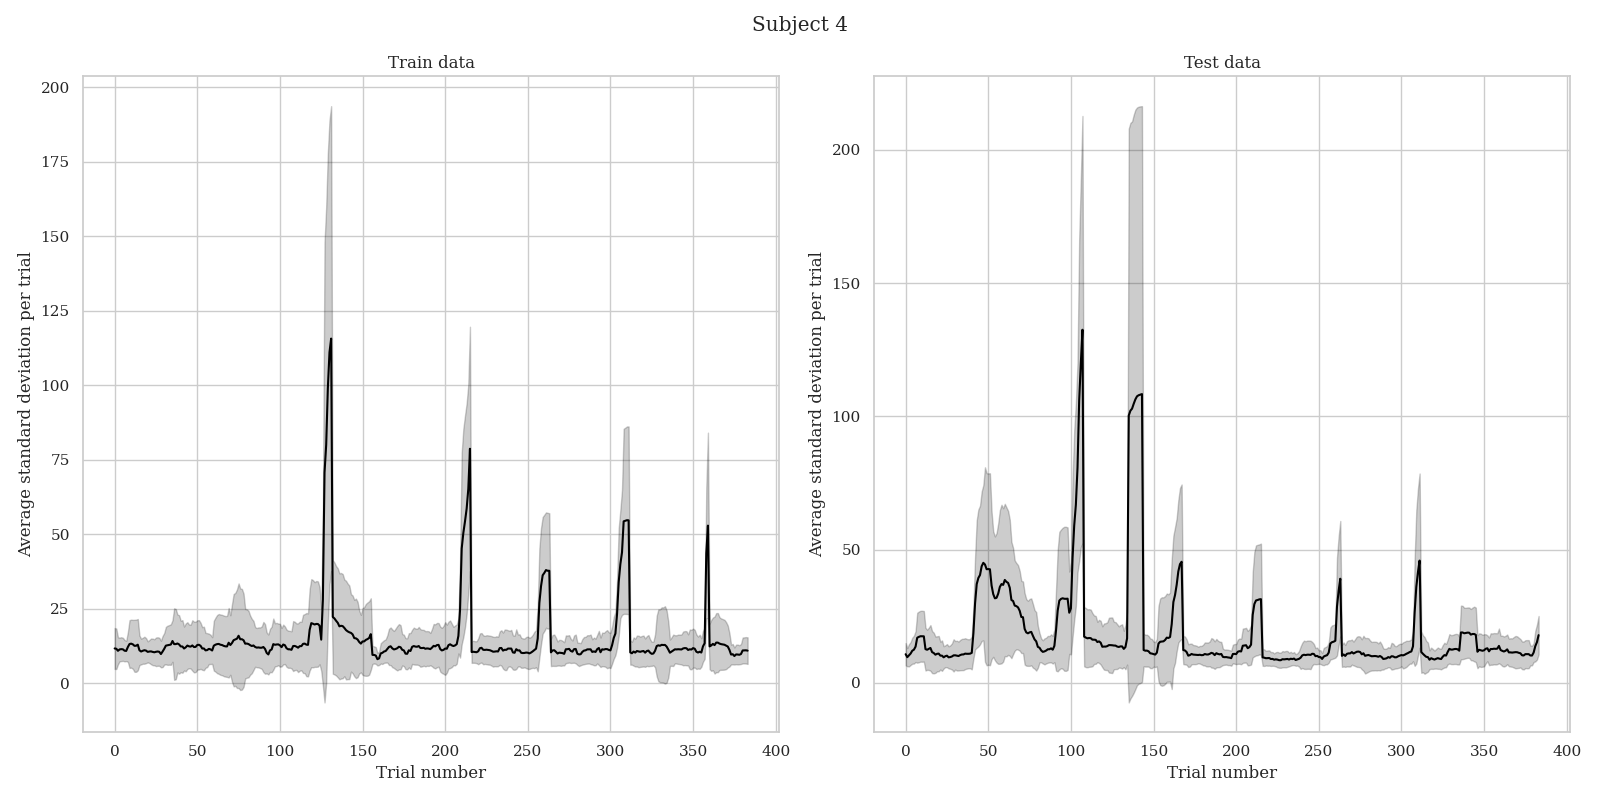 Subject 4
Train data
200
175
150
125
100
75
50
25
0
Average standard deviation per trial
0 50 100 150 200 250 300 350 400
Trial number
Test data
200
150
100
50
0
Average standard deviation per trial
0 50 100 150 200 250 300 350 400
Trial number